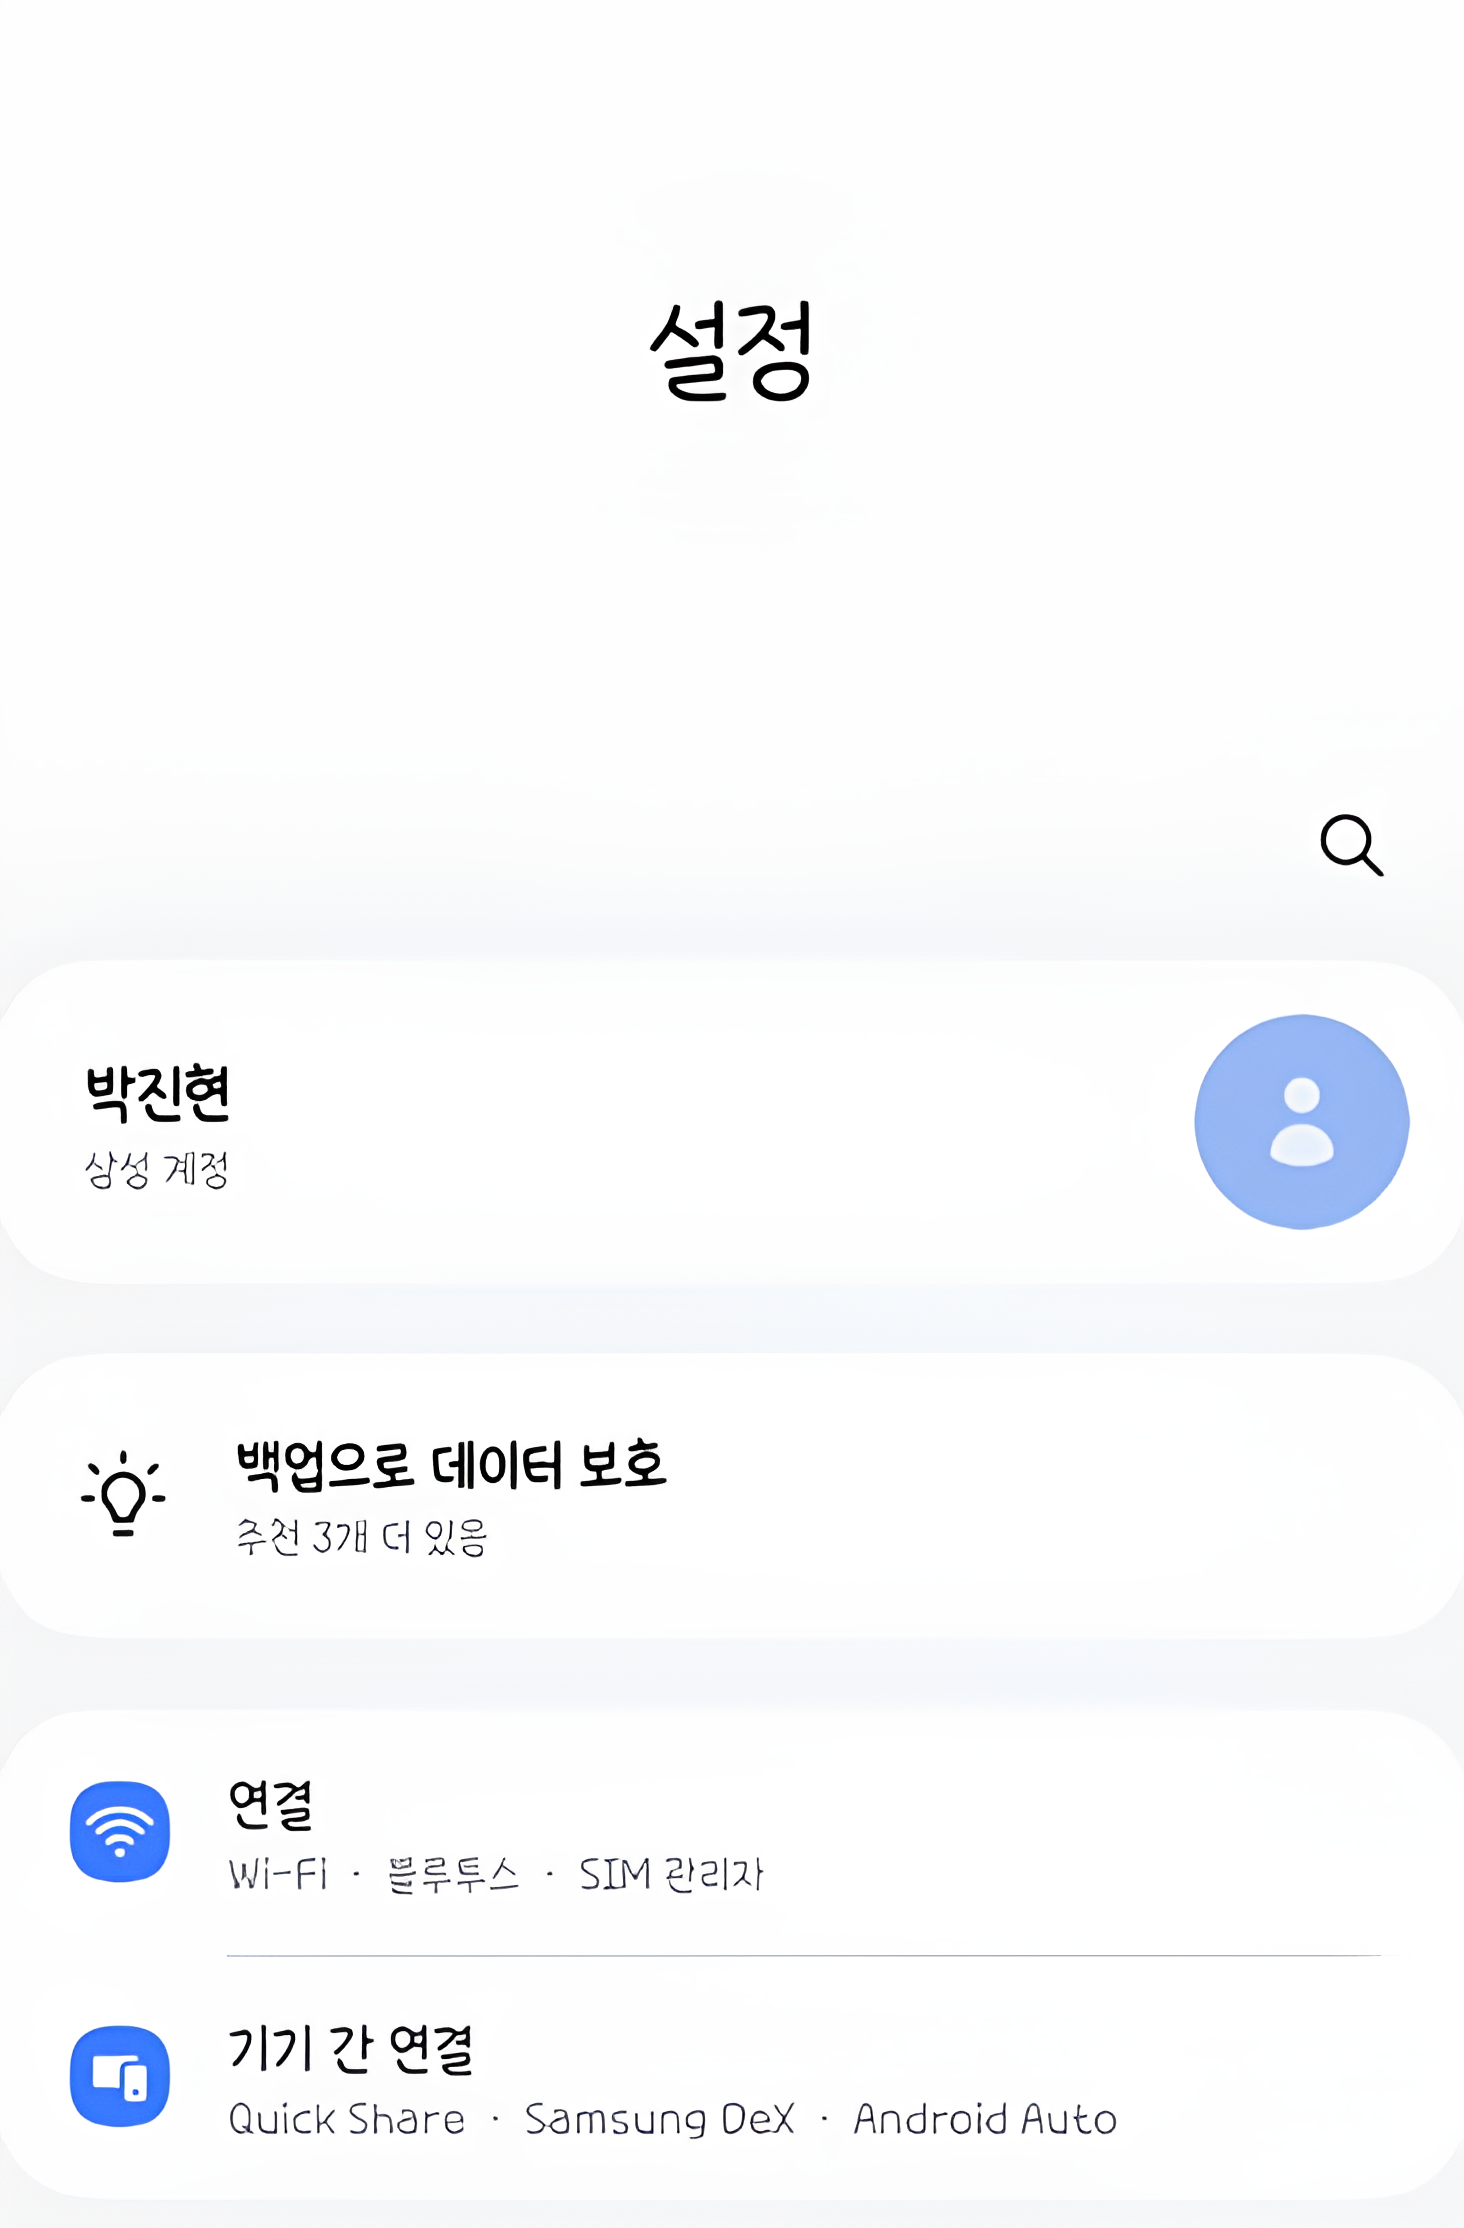 설정
박진현
삼성 계정
백업으로 데이터 보호
추천 3개 더 있음
연결
Wi-Fi · 블루투스 · SIM 관리자
기기 간 연결
Quick Share · Samsung DeX · Android Auto